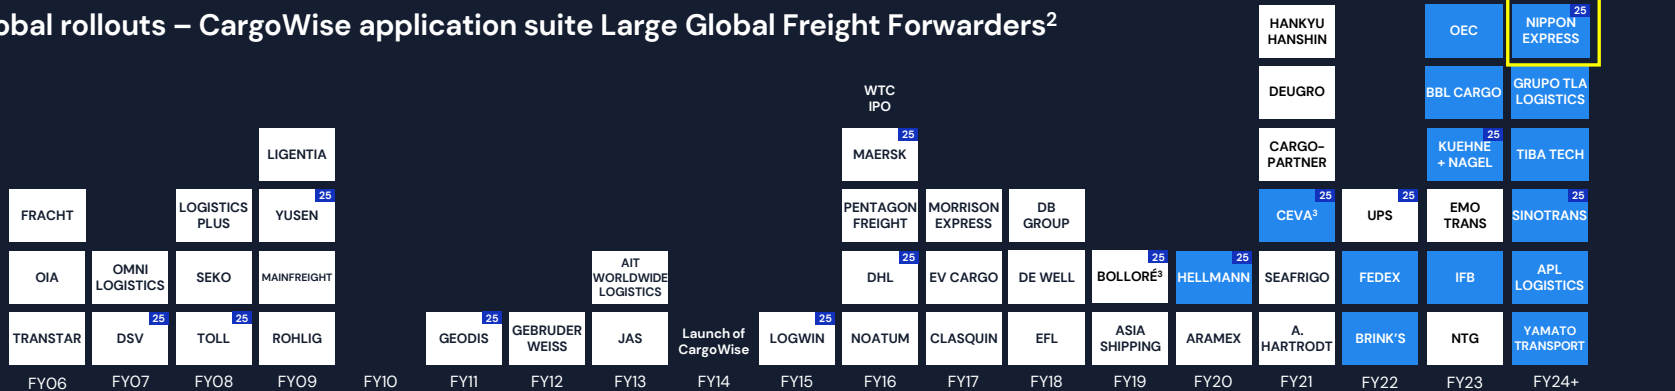 obal rollouts – CargoWise application suite Large Global Freight Forwarders²
FRACHT
OIA
TRANSTAR
FY06
OMNI
LOGISTICS
25
DSV
FY07
LOGISTICS
PLUS
SEKO
25
TOLL
FY08
LIGENTIA
25
YUSEN
MAINFREIGHT
ROHLIG
FY09
FY10
25
GEODIS
FY11
GEBRUDER
WEISS
FY12
AIT
WORLDWIDE
LOGISTICS
JAS
FY13
Launch of
CargoWise
FY14
25
LOGWIN
FY15
WTC
IPO
25
MAERSK
PENTAGON
FREIGHT
25
DHL
NOATUM
FY16
MORRISON
EXPRESS
EV CARGO
CLASQUIN
FY17
DB
GROUP
DE WELL
EFL
FY18
25
BOLLORÉ³
ASIA
SHIPPING
FY19
25
HELLMANN
ARAMEX
FY20
HANKYU
HANSHIN
DEUGRO
CARGO-
PARTNER
25
CEVA³
SEAFRIGO
A.
HARTRODT
FY21
25
UPS
FEDEX
BRINK'S
FY22
OEC
BBL CARGO
25
KUEHNE
+ NAGEL
EMO
TRANS
IFB
NTG
FY23
25
NIPPON
EXPRESS
GRUPO TLA
LOGISTICS
TIBA TECH
25
SINOTRANS
APL
LOGISTICS
YAMATO
TRANSPORT
FY24+